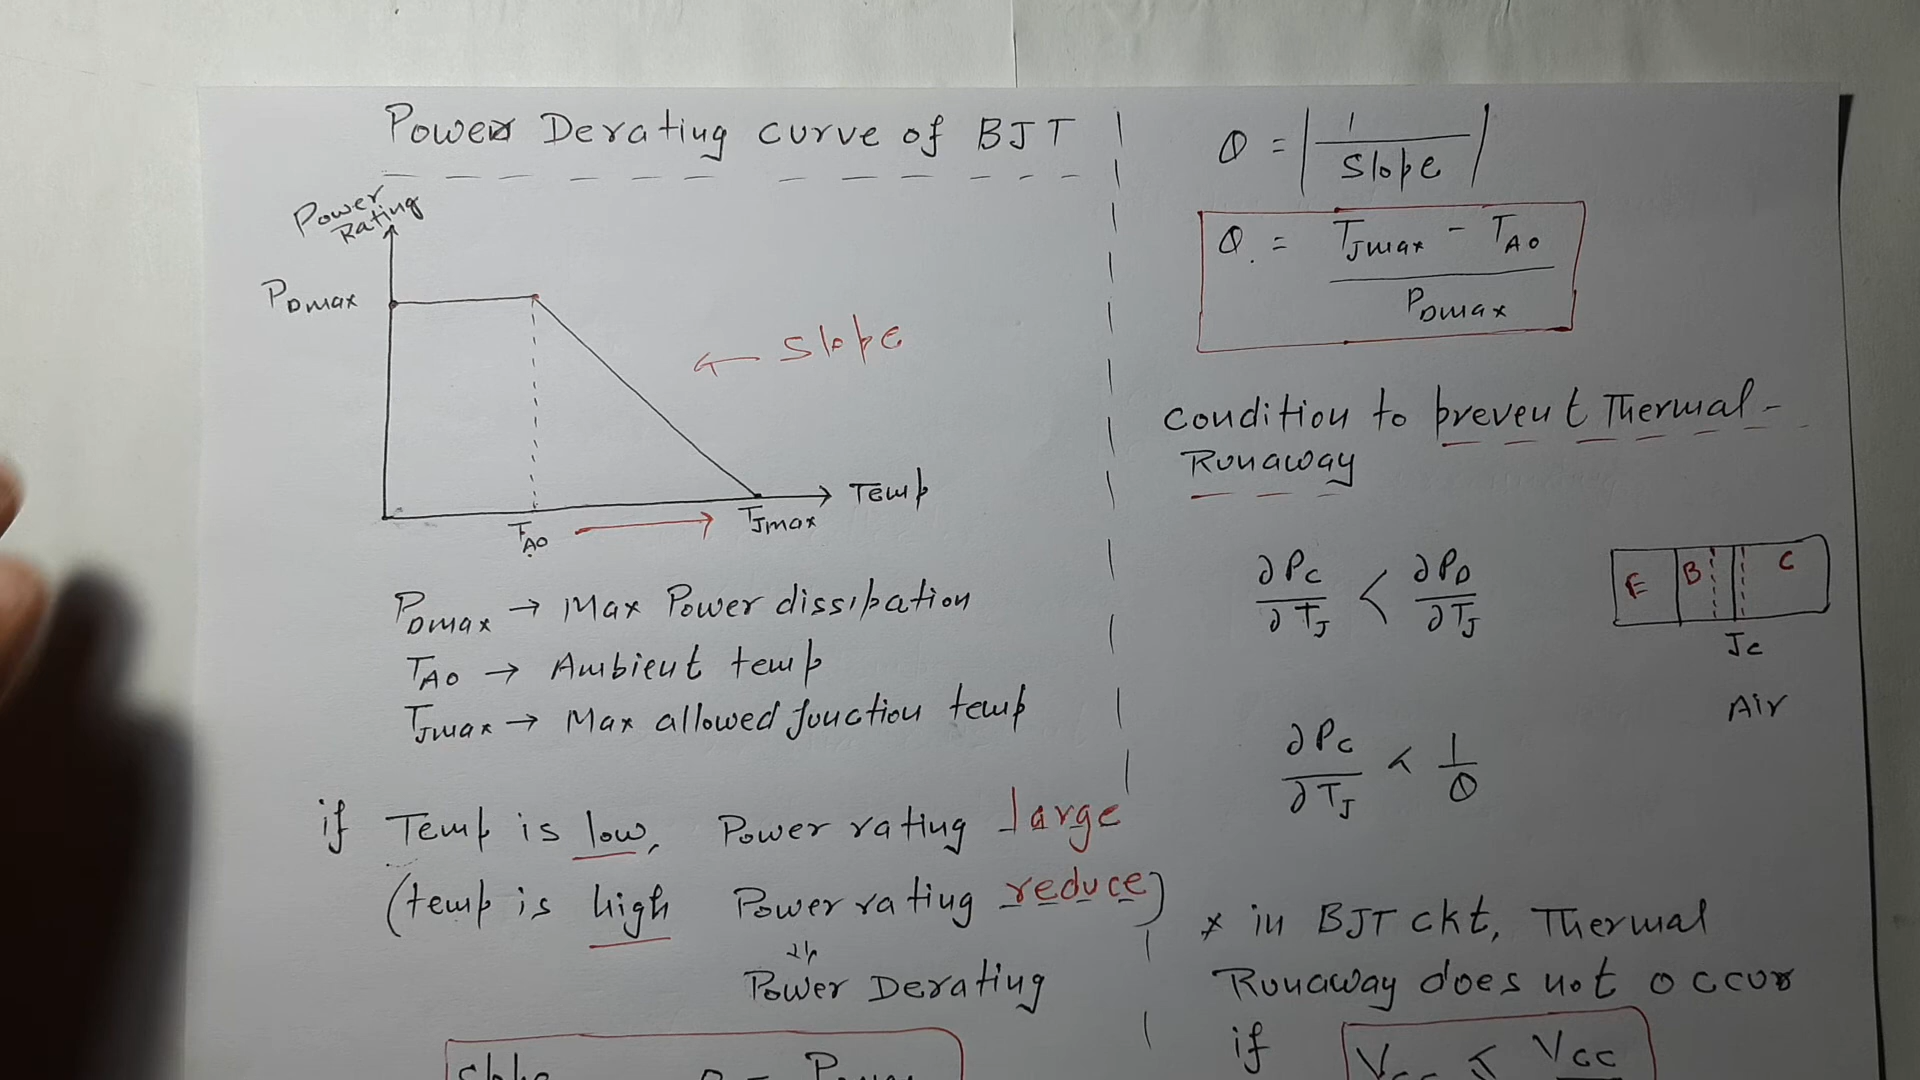 Power Derating curve of BJT
Power
Rating
PDmax
← Slope
Temp
TAO
TJmax
PDmax → Max Power dissipation
TAO → Ambient temp
TJmax → Max allowed junction temp
if Temp is low, Power rating large
(temp is high Power rating reduce)
Power Derating
Slope
θ = |1/Slope|
θ = (TJmax - TAO)/PDmax
Condition to prevent Thermal-
Runaway
∂PC/∂TJ < ∂PD/∂TJ
E B C
JC
Air
∂PC/∂TJ < 1/θ
* in BJT ckt, Thermal
Runaway does not occur
if VCE ≤ VCC